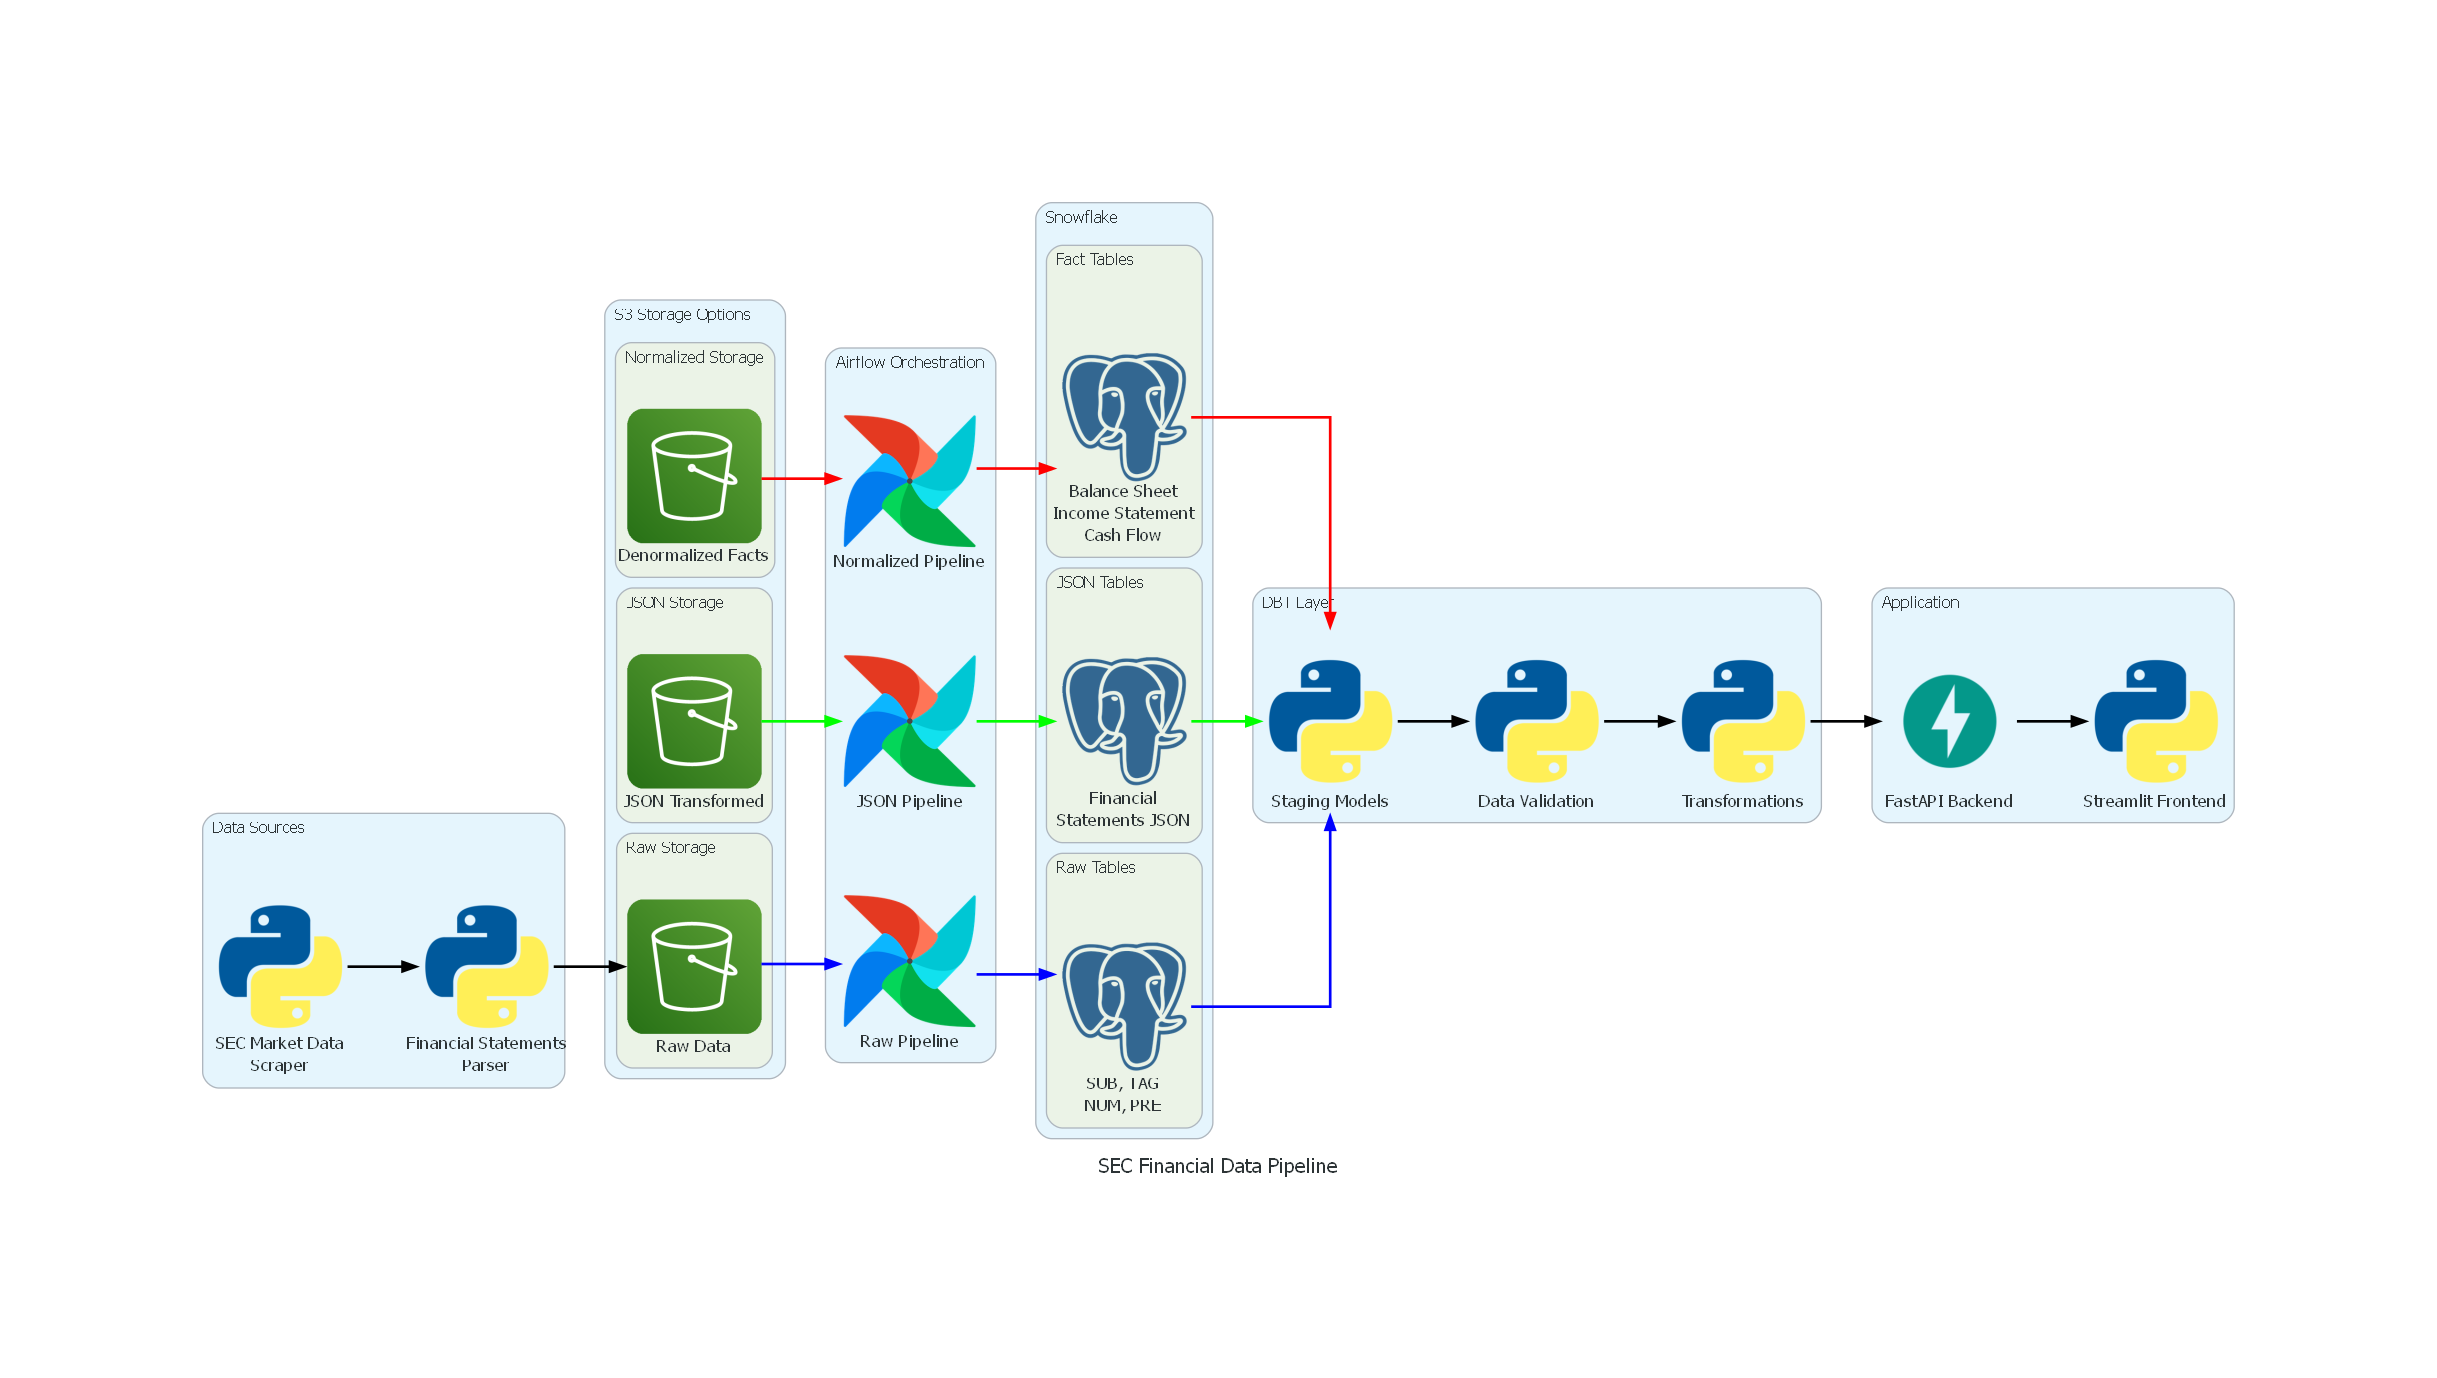 Snowflake
Fact Tables
Balance Sheet
Income Statement
Cash Flow
S3 Storage Options
Normalized Storage
Denormalized Facts
Airflow Orchestration
Normalized Pipeline
JSON Storage
JSON Transformed
JSON Pipeline
JSON Tables
Financial
Statements JSON
DBT Layer
Staging Models
Data Validation
Transformations
Application
FastAPI Backend
Streamlit Frontend
Data Sources
SEC Market Data
Scraper
Financial Statements
Parser
Raw Storage
Raw Data
Raw Pipeline
Raw Tables
SUB, TAG
NUM, PRE
SEC Financial Data Pipeline